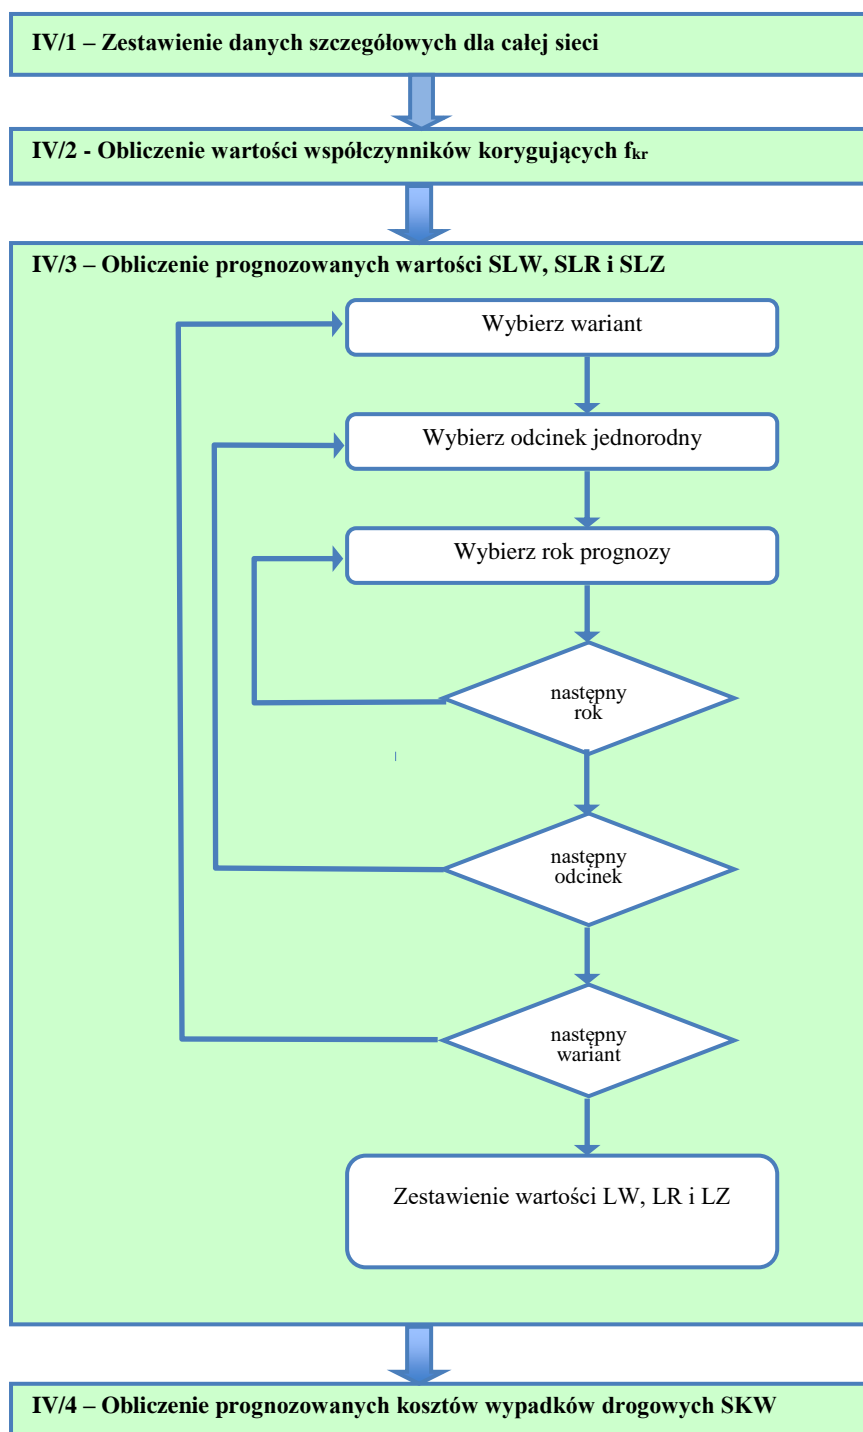 IV/1 – Zestawienie danych szczegółowych dla całej sieci
IV/2 - Obliczenie wartości współczynników korygujących fkr
IV/3 – Obliczenie prognozowanych wartości SLW, SLR i SLZ
Wybierz wariant
Wybierz odcinek jednorodny
Wybierz rok prognozy
następny
rok
następny
odcinek
następny
wariant
Zestawienie wartości LW, LR i LZ
IV/4 – Obliczenie prognozowanych kosztów wypadków drogowych SKW